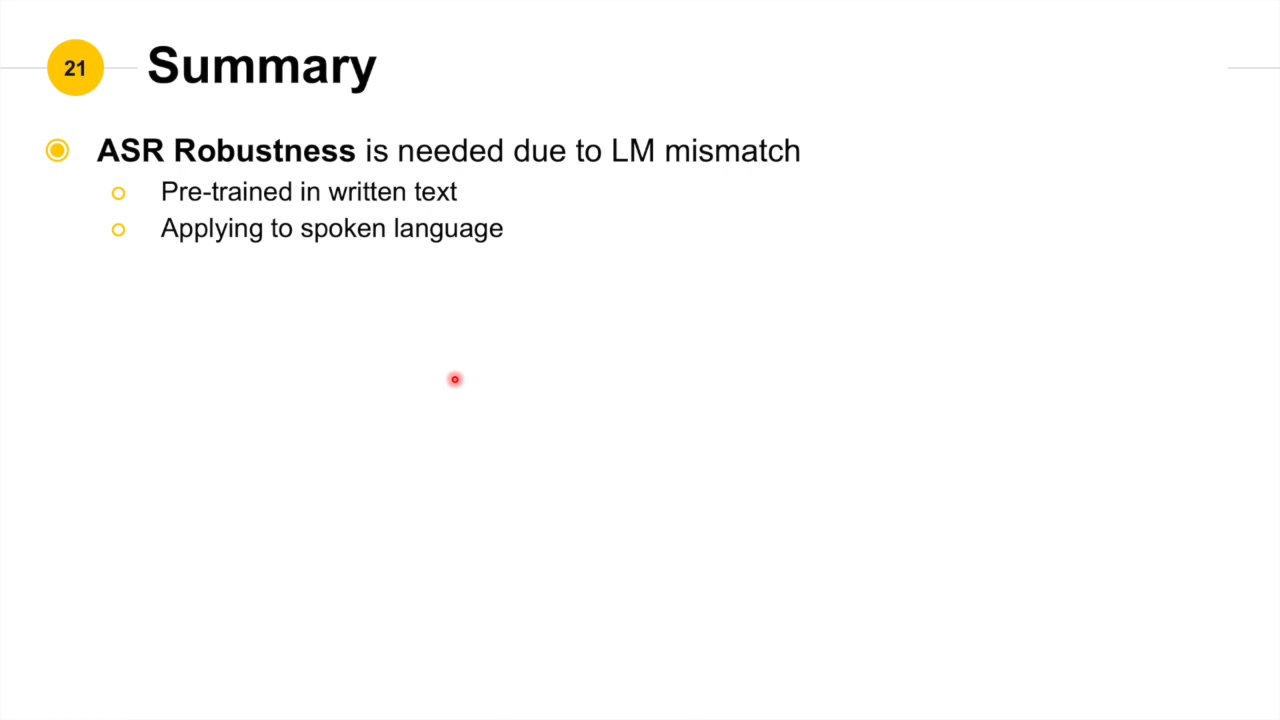 21
Summary
ASR Robustness is needed due to LM mismatch
Pre-trained in written text
Applying to spoken language